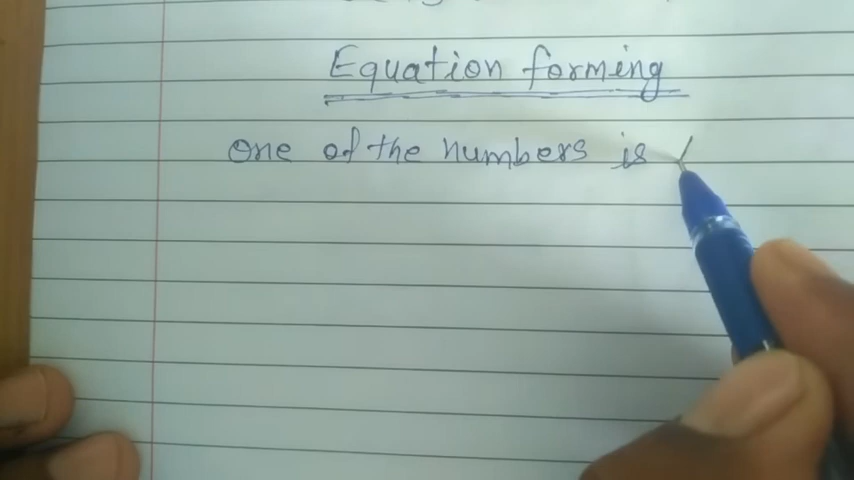 Equation forming
One of the numbers is